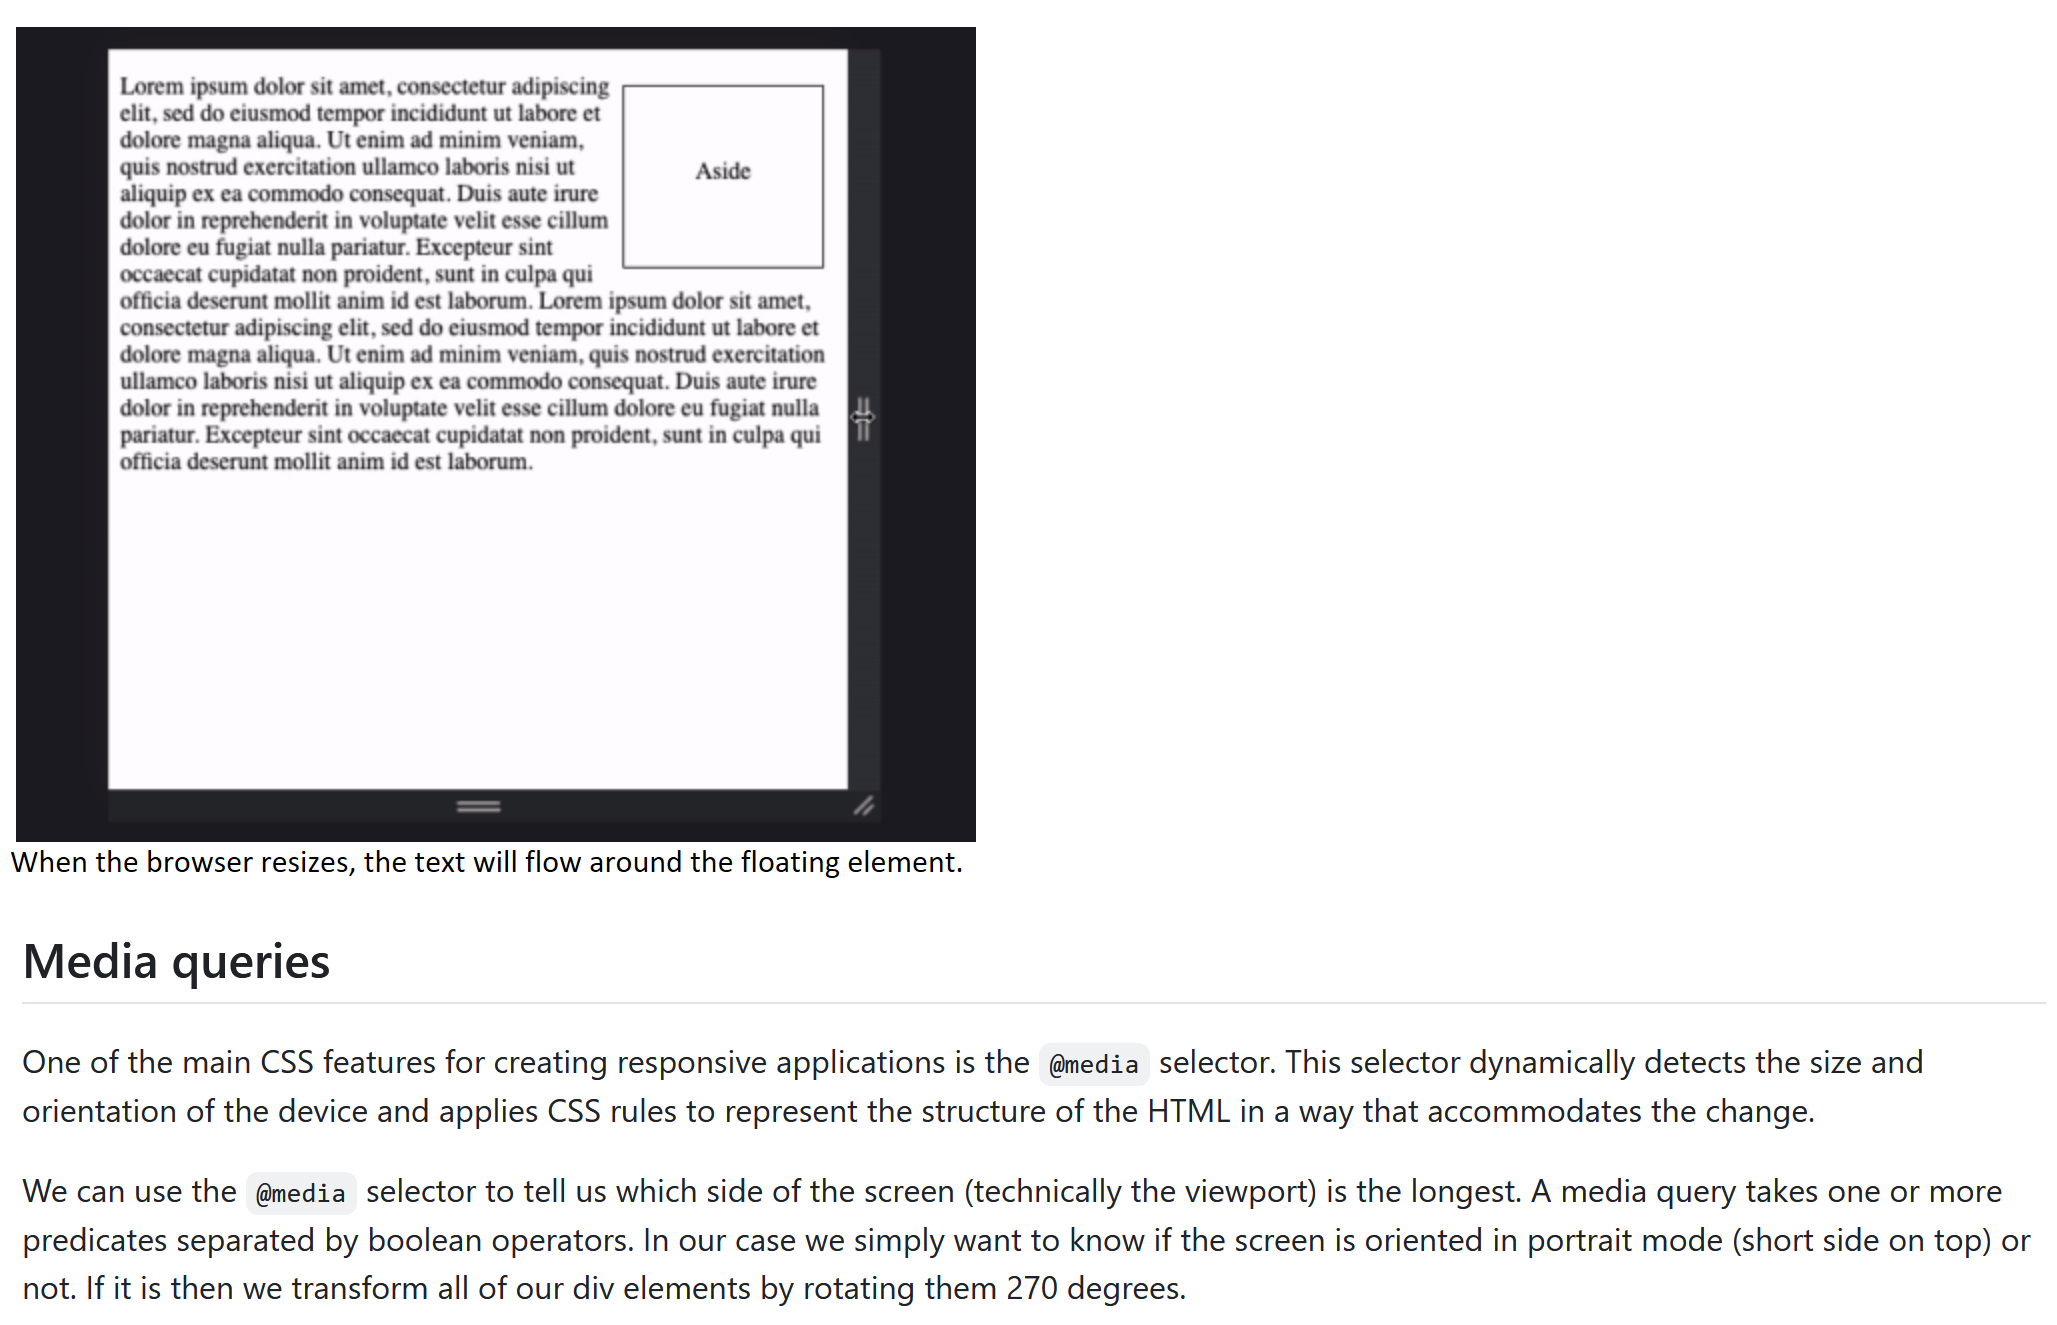 Lorem ipsum dolor sit amet, consectetur adipiscing
elit, sed do eiusmod tempor incididunt ut labore et
dolore magna aliqua. Ut enim ad minim veniam,
quis nostrud exercitation ullamco laboris nisi ut
aliquip ex ea commodo consequat. Duis aute irure
dolor in reprehenderit in voluptate velit esse cillum
dolore eu fugiat nulla pariatur. Excepteur sint
occaecat cupidatat non proident, sunt in culpa qui
officia deserunt mollit anim id est laborum. Lorem ipsum dolor sit amet,
consectetur adipiscing elit, sed do eiusmod tempor incididunt ut labore et
dolore magna aliqua. Ut enim ad minim veniam, quis nostrud exercitation
ullamco laboris nisi ut aliquip ex ea commodo consequat. Duis aute irure
dolor in reprehenderit in voluptate velit esse cillum dolore eu fugiat nulla
pariatur. Excepteur sint occaecat cupidatat non proident, sunt in culpa qui
officia deserunt mollit anim id est laborum.
Aside
When the browser resizes, the text will flow around the floating element.
Media queries
One of the main CSS features for creating responsive applications is the @media selector. This selector dynamically detects the size and
orientation of the device and applies CSS rules to represent the structure of the HTML in a way that accommodates the change.
We can use the @media selector to tell us which side of the screen (technically the viewport) is the longest. A media query takes one or more
predicates separated by boolean operators. In our case we simply want to know if the screen is oriented in portrait mode (short side on top) or
not. If it is then we transform all of our div elements by rotating them 270 degrees.